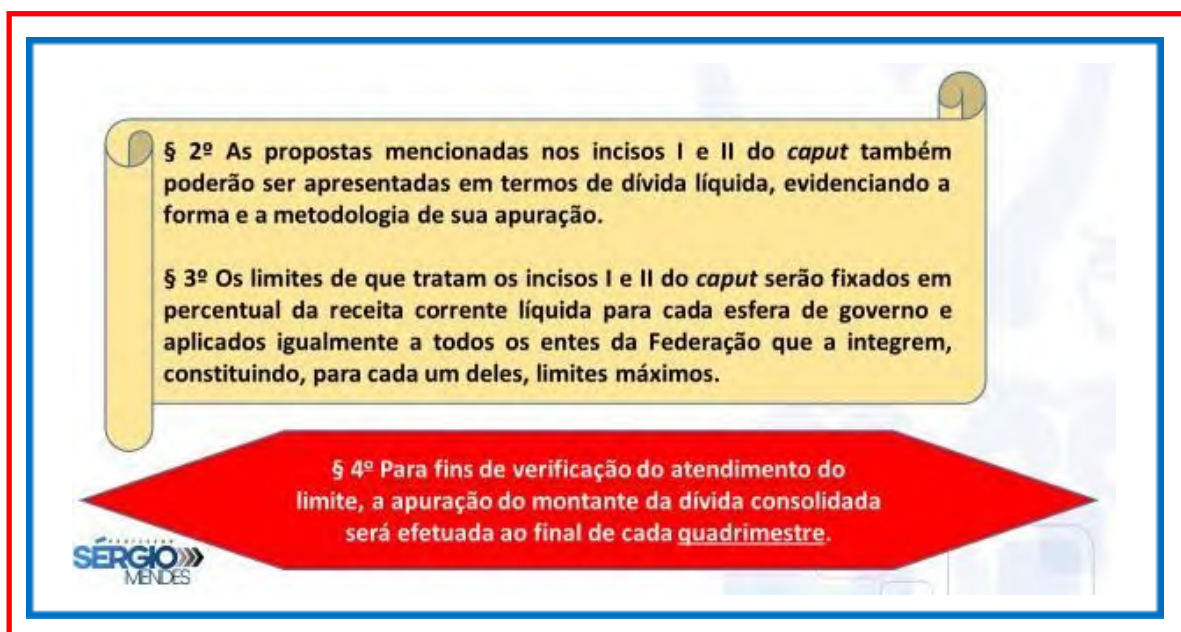 § 2º As propostas mencionadas nos incisos I e II do caput também
poderão ser apresentadas em termos de dívida líquida, evidenciando a
forma e a metodologia de sua apuração.
§ 3º Os limites de que tratam os incisos I e II do caput serão fixados em
percentual da receita corrente líquida para cada esfera de governo e
aplicados igualmente a todos os entes da Federação que a integrem,
constituindo, para cada um deles, limites máximos.
§ 4º Para fins de verificação do atendimento do
limite, a apuração do montante da dívida consolidada
será efetuada ao final de cada quadrimestre.
PROFESSOR
SÉRGIO
MENDES